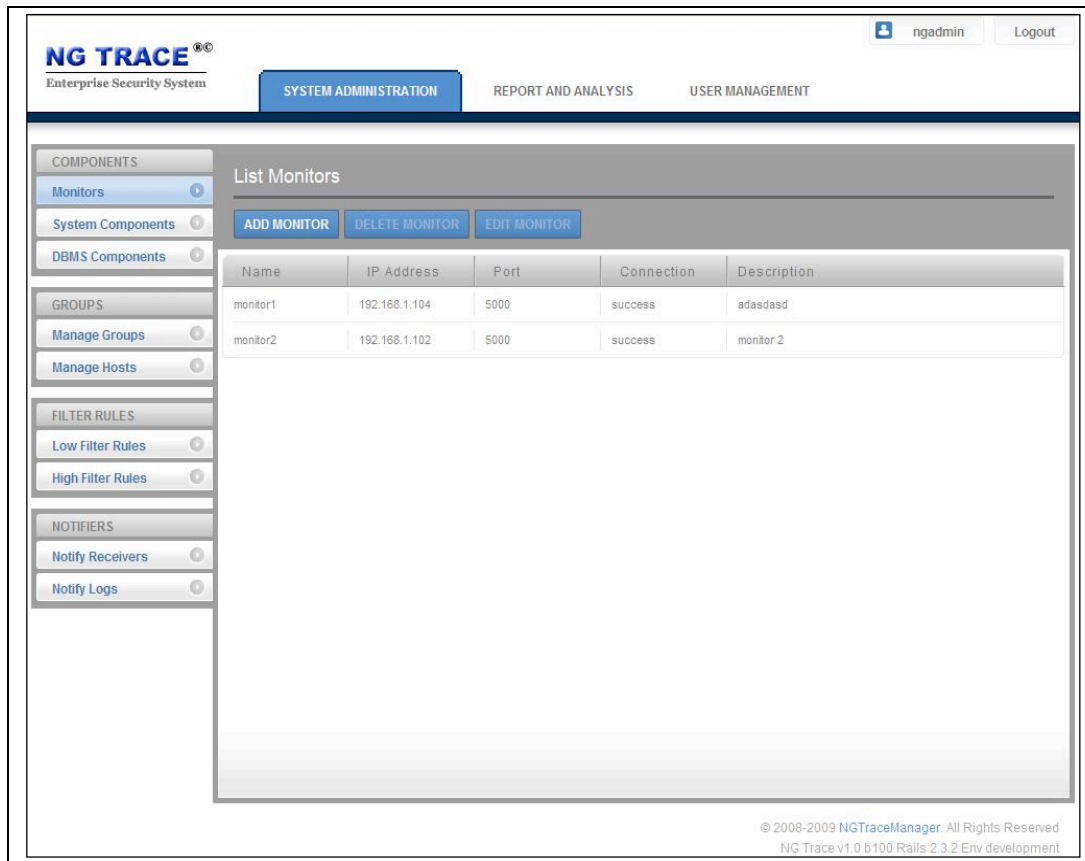 ngadmin Logout
NG TRACE ®©
Enterprise Security System
SYSTEM ADMINISTRATION REPORT AND ANALYSIS USER MANAGEMENT
COMPONENTS
Monitors
System Components
DBMS Components
GROUPS
Manage Groups
Manage Hosts
FILTER RULES
Low Filter Rules
High Filter Rules
NOTIFIERS
Notify Receivers
Notify Logs
List Monitors
ADD MONITOR DELETE MONITOR EDIT MONITOR
Name IP Address Port Connection Description
monitor1 192.168.1.104 5000 success adasdasd
monitor2 192.168.1.102 5000 success monitor 2
© 2008-2009 NGTraceManager. All Rights Reserved
NG Trace v1.0 b100 Rails 2.3.2 Env development